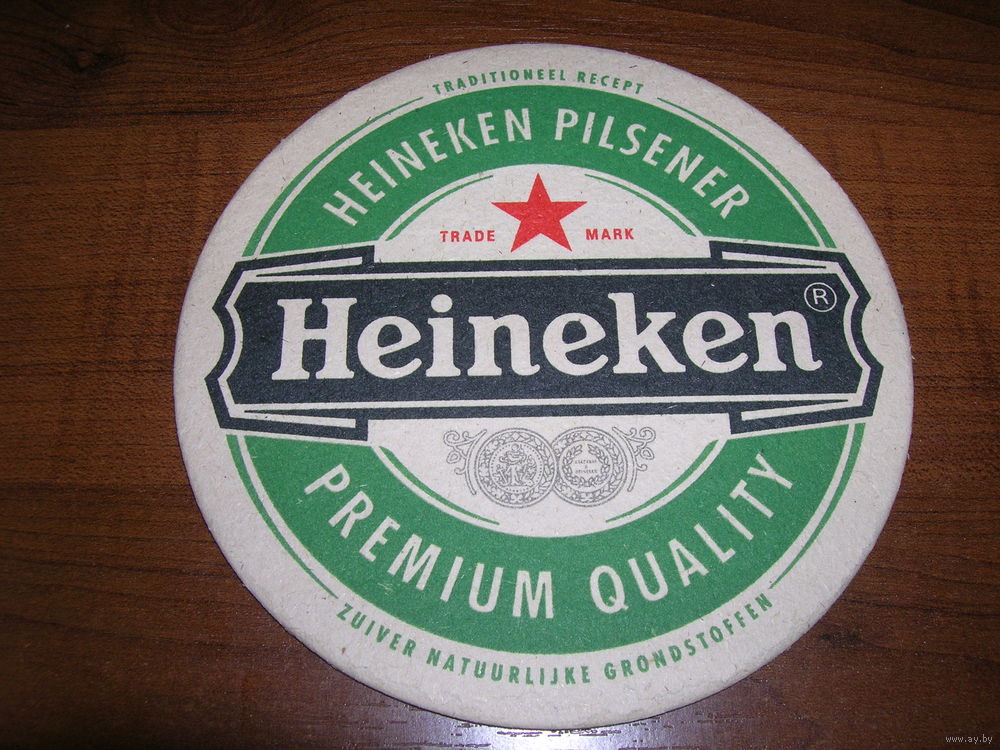 TRADITIONEEL RECEPT
HEINEKEN PILSENER
TRADE MARK
Heineken ®
PREMIUM QUALITY
ZUIVER NATUURLIJKE GRONDSTOFFEN
www.ay.by